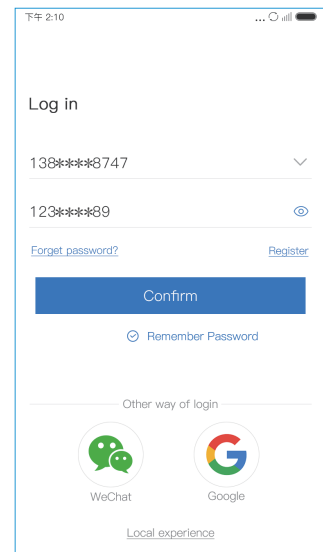 下午 2:10
Log in
138****8747
123****89
Forget password? Register
Confirm
Remember Password
Other way of login
WeChat Google
Local experience